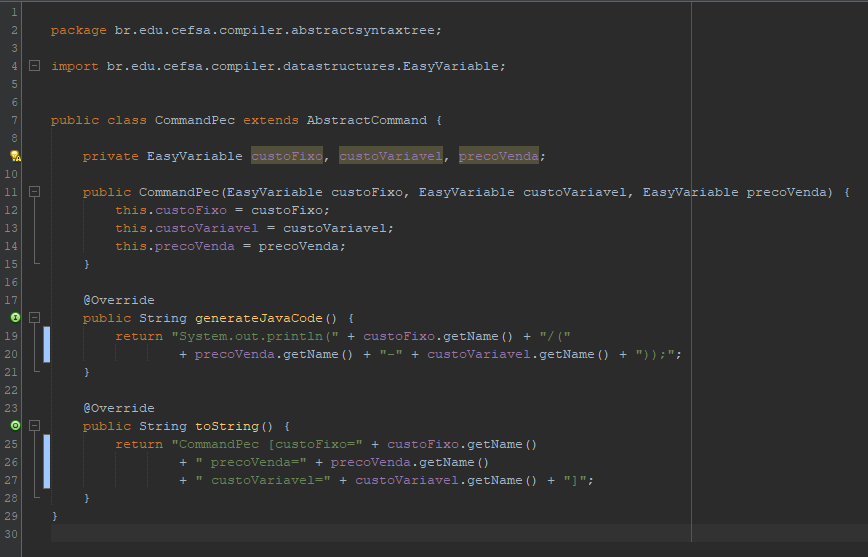 1
2 package br.edu.cefsa.compiler.abstractsyntaxtree;
3
4 import br.edu.cefsa.compiler.datastructures.EasyVariable;
5
6
7 public class CommandPec extends AbstractCommand {
8
private EasyVariable custoFixo, custoVariavel, precoVenda;
10
11 public CommandPec(EasyVariable custoFixo, EasyVariable custoVariavel, EasyVariable precoVenda) {
12 this.custoFixo = custoFixo;
13 this.custoVariavel = custoVariavel;
14 this.precoVenda = precoVenda;
15 }
16
17 @Override
public String generateJavaCode() {
19 return "System.out.println(" + custoFixo.getName() + "/("
20 + precoVenda.getName() + "-" + custoVariavel.getName() + "));";
21 }
22
23 @Override
public String toString() {
25 return "CommandPec [custoFixo=" + custoFixo.getName()
26 + " precoVenda=" + precoVenda.getName()
27 + " custoVariavel=" + custoVariavel.getName() + "]";
28 }
29 }
30